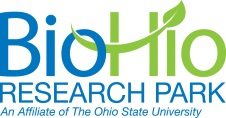 BioHio
RESEARCH PARK
An Affiliate of The Ohio State University